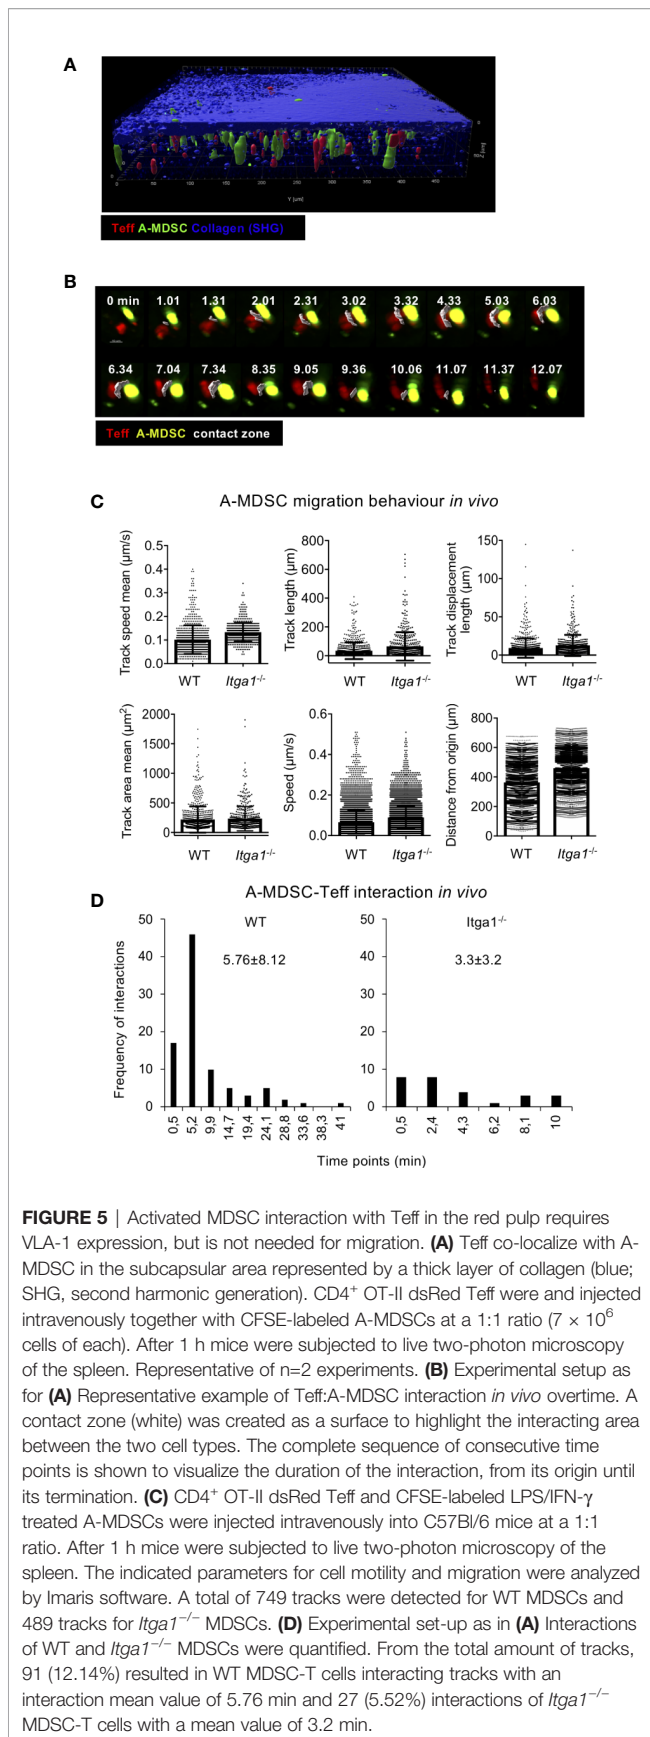 A
0
50
100
150
200
250
300
350
400
450
Y [µm]
Teff A-MDSC Collagen (SHG)
B
0 min 1.01 1.31 2.01 2.31 3.02 3.32 4.33 5.03 6.03
6.34 7.04 7.34 8.35 9.05 9.36 10.06 11.07 11.37 12.07
Teff A-MDSC contact zone
C
A-MDSC migration behaviour in vivo
Track speed mean (µm/s)
0.5
0.4
0.3
0.2
0.1
0.0
WT Itga1-/-
Track length (µm)
800
600
400
200
0
WT Itga1-/-
Track displacement
length (µm)
150
100
50
0
WT Itga1-/-
Track area mean (µm2)
2000
1500
1000
500
0
WT Itga1-/-
Speed (µm/s)
0.6
0.4
0.2
0.0
WT Itga1-/-
Distance from origin (µm)
800
600
400
200
0
WT Itga1-/-
D
A-MDSC-Teff interaction in vivo
Frequency of interactions
50
40
30
20
10
0
WT
5.76±8.12
0,5
5,2
9,9
14,7
19,4
24,1
28,8
33,6
38,3
41
50
40
30
20
10
0
Itga1-/-
3.3±3.2
0,5
2,4
4,3
6,2
8,1
10
Time points (min)
FIGURE 5 | Activated MDSC interaction with Teff in the red pulp requires
VLA-1 expression, but is not needed for migration. (A) Teff co-localize with A-
MDSC in the subcapsular area represented by a thick layer of collagen (blue;
SHG, second harmonic generation). CD4+ OT-II dsRed Teff were and injected
intravenously together with CFSE-labeled A-MDSCs at a 1:1 ratio (7 × 106
cells of each). After 1 h mice were subjected to live two-photon microscopy
of the spleen. Representative of n=2 experiments. (B) Experimental setup as
for (A) Representative example of Teff:A-MDSC interaction in vivo overtime. A
contact zone (white) was created as a surface to highlight the interacting area
between the two cell types. The complete sequence of consecutive time
points is shown to visualize the duration of the interaction, from its origin until
its termination. (C) CD4+ OT-II dsRed Teff and CFSE-labeled LPS/IFN-γ
treated A-MDSCs were injected intravenously into C57Bl/6 mice at a 1:1
ratio. After 1 h mice were subjected to live two-photon microscopy of the
spleen. The indicated parameters for cell motility and migration were analyzed
by Imaris software. A total of 749 tracks were detected for WT MDSCs and
489 tracks for Itga1−/− MDSCs. (D) Experimental set-up as in (A) Interactions
of WT and Itga1−/− MDSCs were quantified. From the total amount of tracks,
91 (12.14%) resulted in WT MDSC-T cells interacting tracks with an
interaction mean value of 5.76 min and 27 (5.52%) interactions of Itga1−/−
MDSC-T cells with a mean value of 3.2 min.